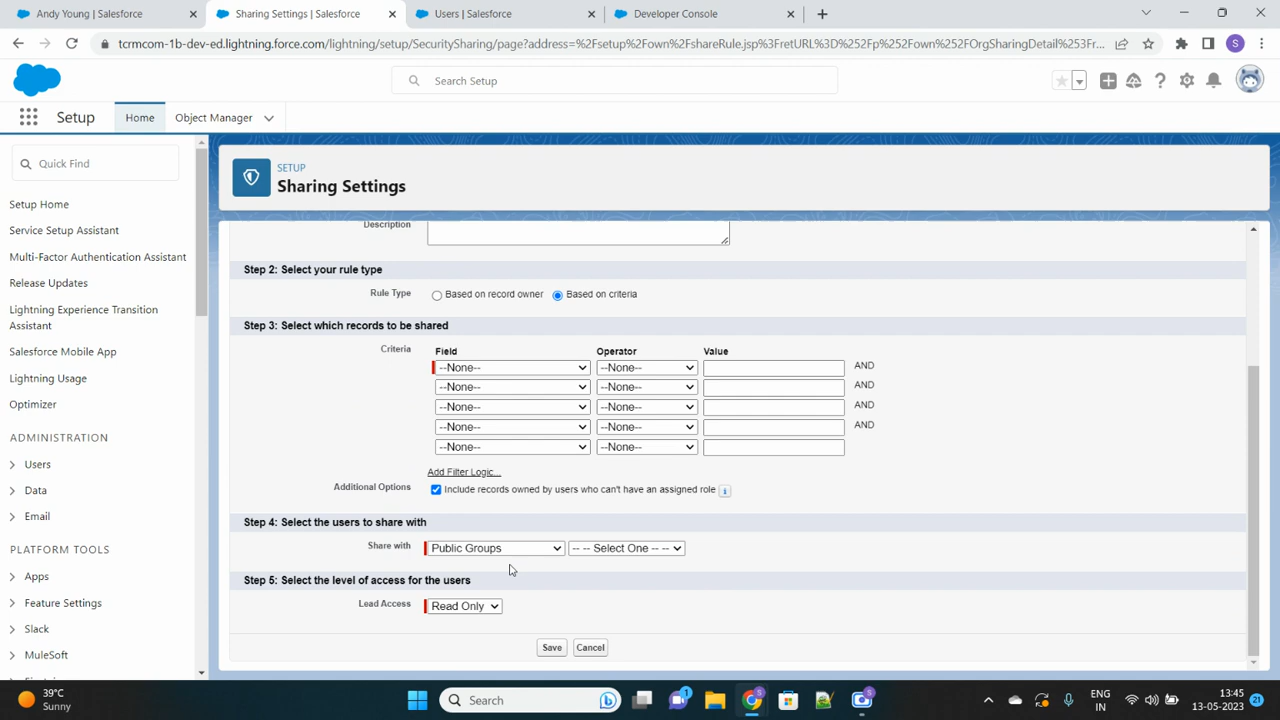 Andy Young | Salesforce
Sharing Settings | Salesforce
Users | Salesforce
Developer Console
tcrmcom-1b-dev-ed.lightning.force.com/lightning/setup/SecuritySharing/page?address=%2Fsetup%2Fown%2FshareRule.jsp%3FretURL%3D%252Fp%252Fown%252FOrgSharingDetail%253Fr...
S
Search Setup
Setup
Home
Object Manager
Quick Find
Setup Home
Service Setup Assistant
Multi-Factor Authentication Assistant
Release Updates
Lightning Experience Transition
Assistant
Salesforce Mobile App
Lightning Usage
Optimizer
ADMINISTRATION
Users
Data
Email
PLATFORM TOOLS
Apps
Feature Settings
Slack
MuleSoft
SETUP
Sharing Settings
Description
Step 2: Select your rule type
Rule Type Based on record owner Based on criteria
Step 3: Select which records to be shared
Criteria Field Operator Value
--None-- --None-- AND
--None-- --None-- AND
--None-- --None-- AND
--None-- --None-- AND
--None-- --None--
Add Filter Logic...
Additional Options Include records owned by users who can't have an assigned role i
Step 4: Select the users to share with
Share with Public Groups -- -- Select One -- --
Step 5: Select the level of access for the users
Lead Access Read Only
Save Cancel
39°C
Sunny
Search
1
S
S
ENG
IN
13:45
13-05-2023
21